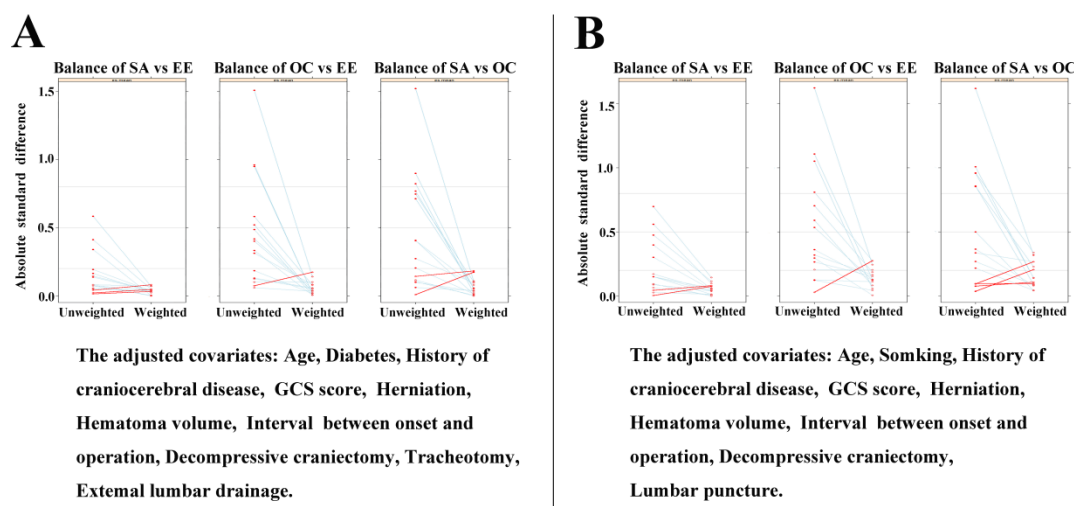 A
Balance of SA vs EE
Balance of OC vs EE
Balance of SA vs OC
Absolute standard difference
1.5
1.0
0.5
0.0
Unweighted Weighted
Unweighted Weighted
Unweighted Weighted
The adjusted covariates: Age, Diabetes, History of
craniocerebral disease, GCS score, Herniation,
Hematoma volume, Interval between onset and
operation, Decompressive craniectomy, Tracheotomy,
Extemal lumbar drainage.
B
Balance of SA vs EE
Balance of OC vs EE
Balance of SA vs OC
Absolute standard difference
1.5
1.0
0.5
0.0
Unweighted Weighted
Unweighted Weighted
Unweighted Weighted
The adjusted covariates: Age, Somking, History of
craniocerebral disease, GCS score, Herniation,
Hematoma volume, Interval between onset and
operation, Decompressive craniectomy,
Lumbar puncture.